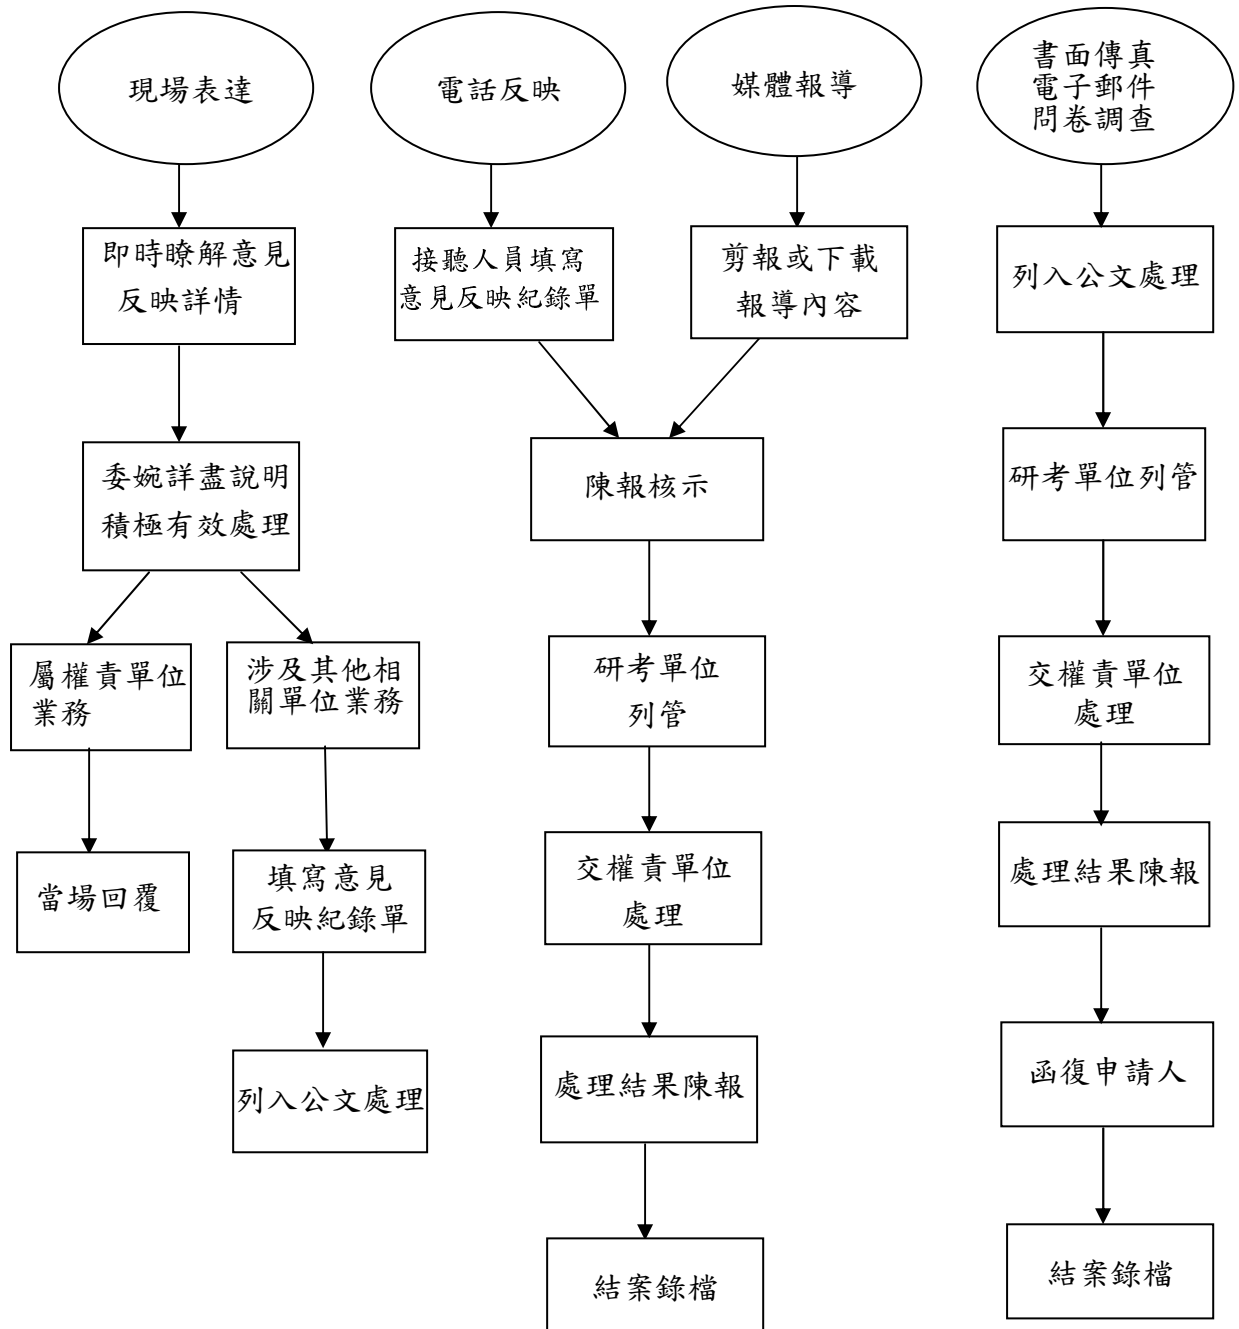 現場表達
電話反映
媒體報導
書面傳真
電子郵件
問卷調查
即時瞭解意見
反映詳情
接聽人員填寫
意見反映紀錄單
剪報或下載
報導內容
列入公文處理
委婉詳盡說明
積極有效處理
陳報核示
研考單位列管
屬權責單位
業務
涉及其他相
關單位業務
研考單位
列管
交權責單位
處理
當場回覆
填寫意見
反映紀錄單
交權責單位
處理
處理結果陳報
列入公文處理
處理結果陳報
函復申請人
結案錄檔
結案錄檔